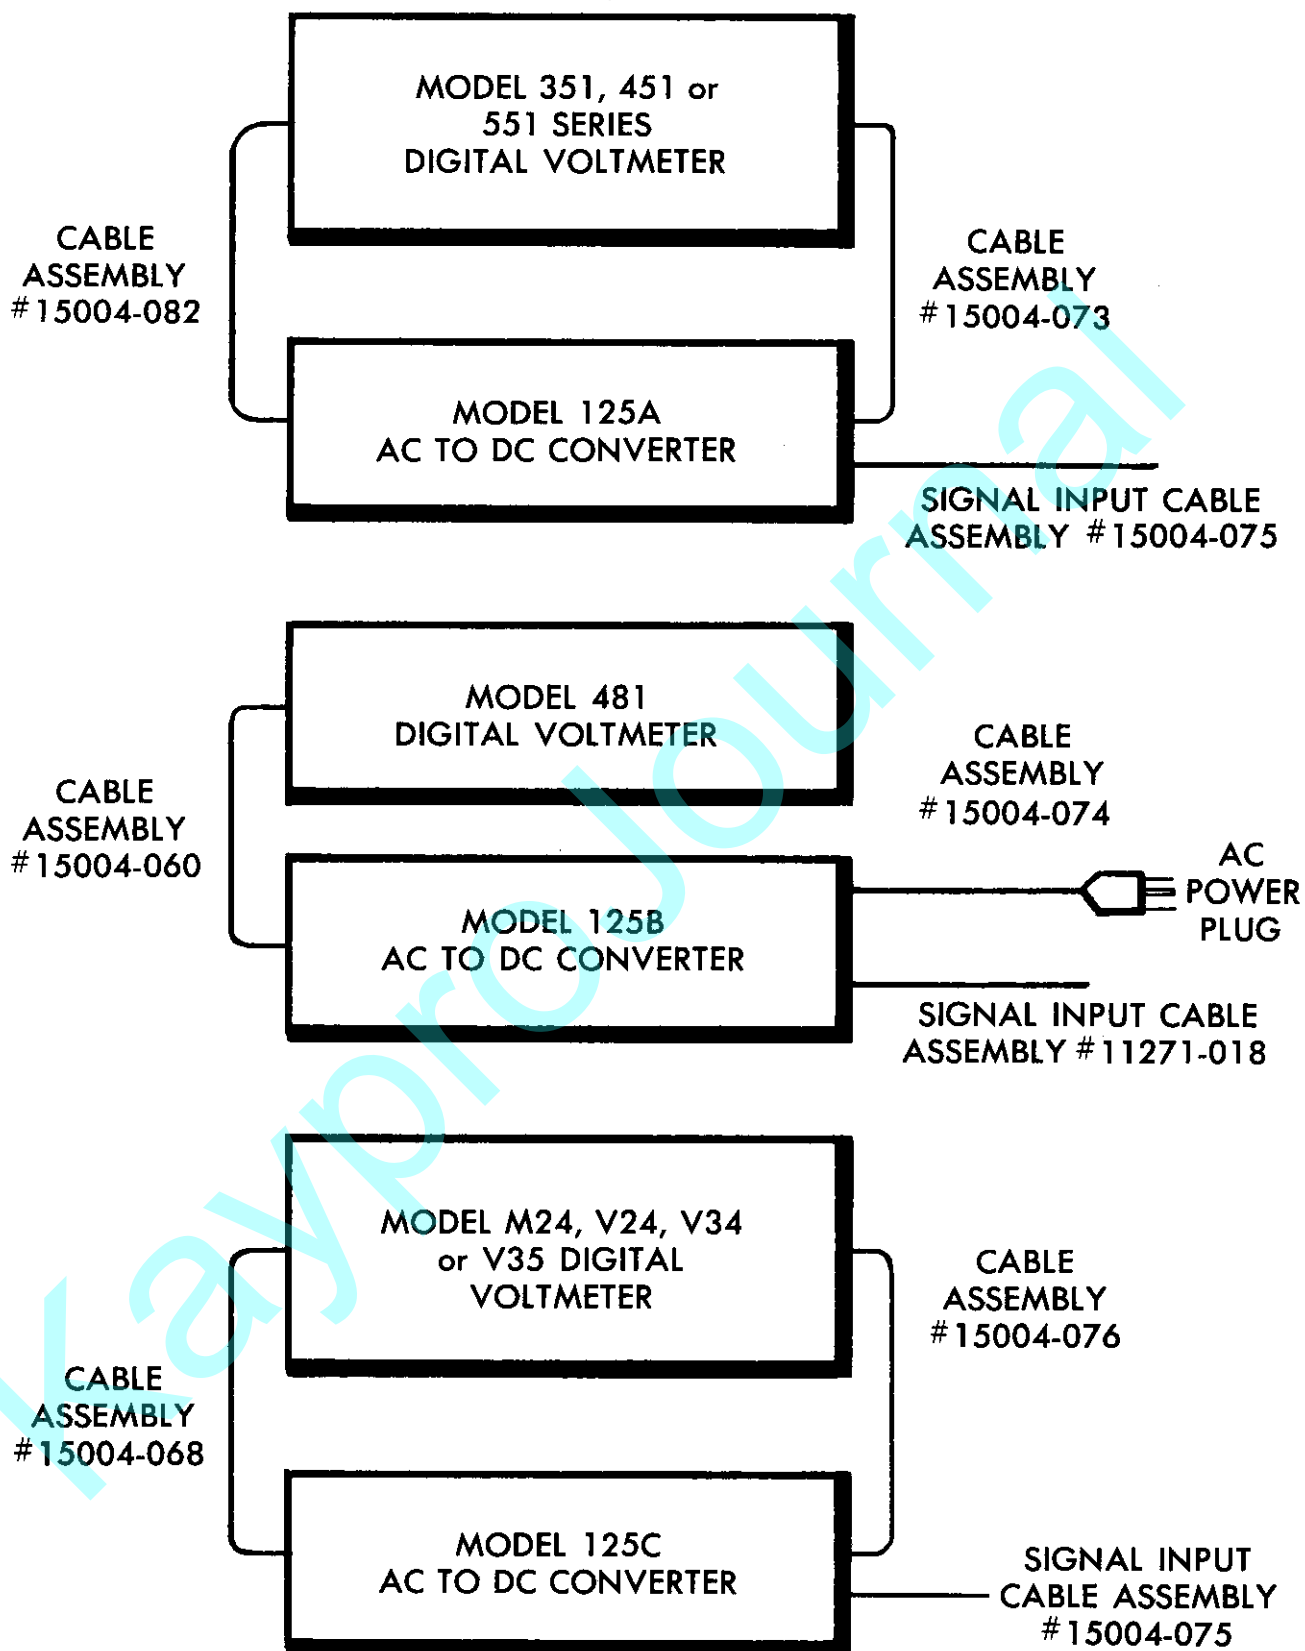 MODEL 351, 451 or
551 SERIES
DIGITAL VOLTMETER
CABLE
ASSEMBLY
#15004-082
CABLE
ASSEMBLY
#15004-073
MODEL 125A
AC TO DC CONVERTER
SIGNAL INPUT CABLE
ASSEMBLY #15004-075
MODEL 481
DIGITAL VOLTMETER
CABLE
ASSEMBLY
#15004-060
CABLE
ASSEMBLY
#15004-074
AC
POWER
PLUG
MODEL 125B
AC TO DC CONVERTER
SIGNAL INPUT CABLE
ASSEMBLY #11271-018
MODEL M24, V24, V34
or V35 DIGITAL
VOLTMETER
CABLE
ASSEMBLY
#15004-068
CABLE
ASSEMBLY
#15004-076
MODEL 125C
AC TO DC CONVERTER
SIGNAL INPUT
CABLE ASSEMBLY
#15004-075
KayproJournal